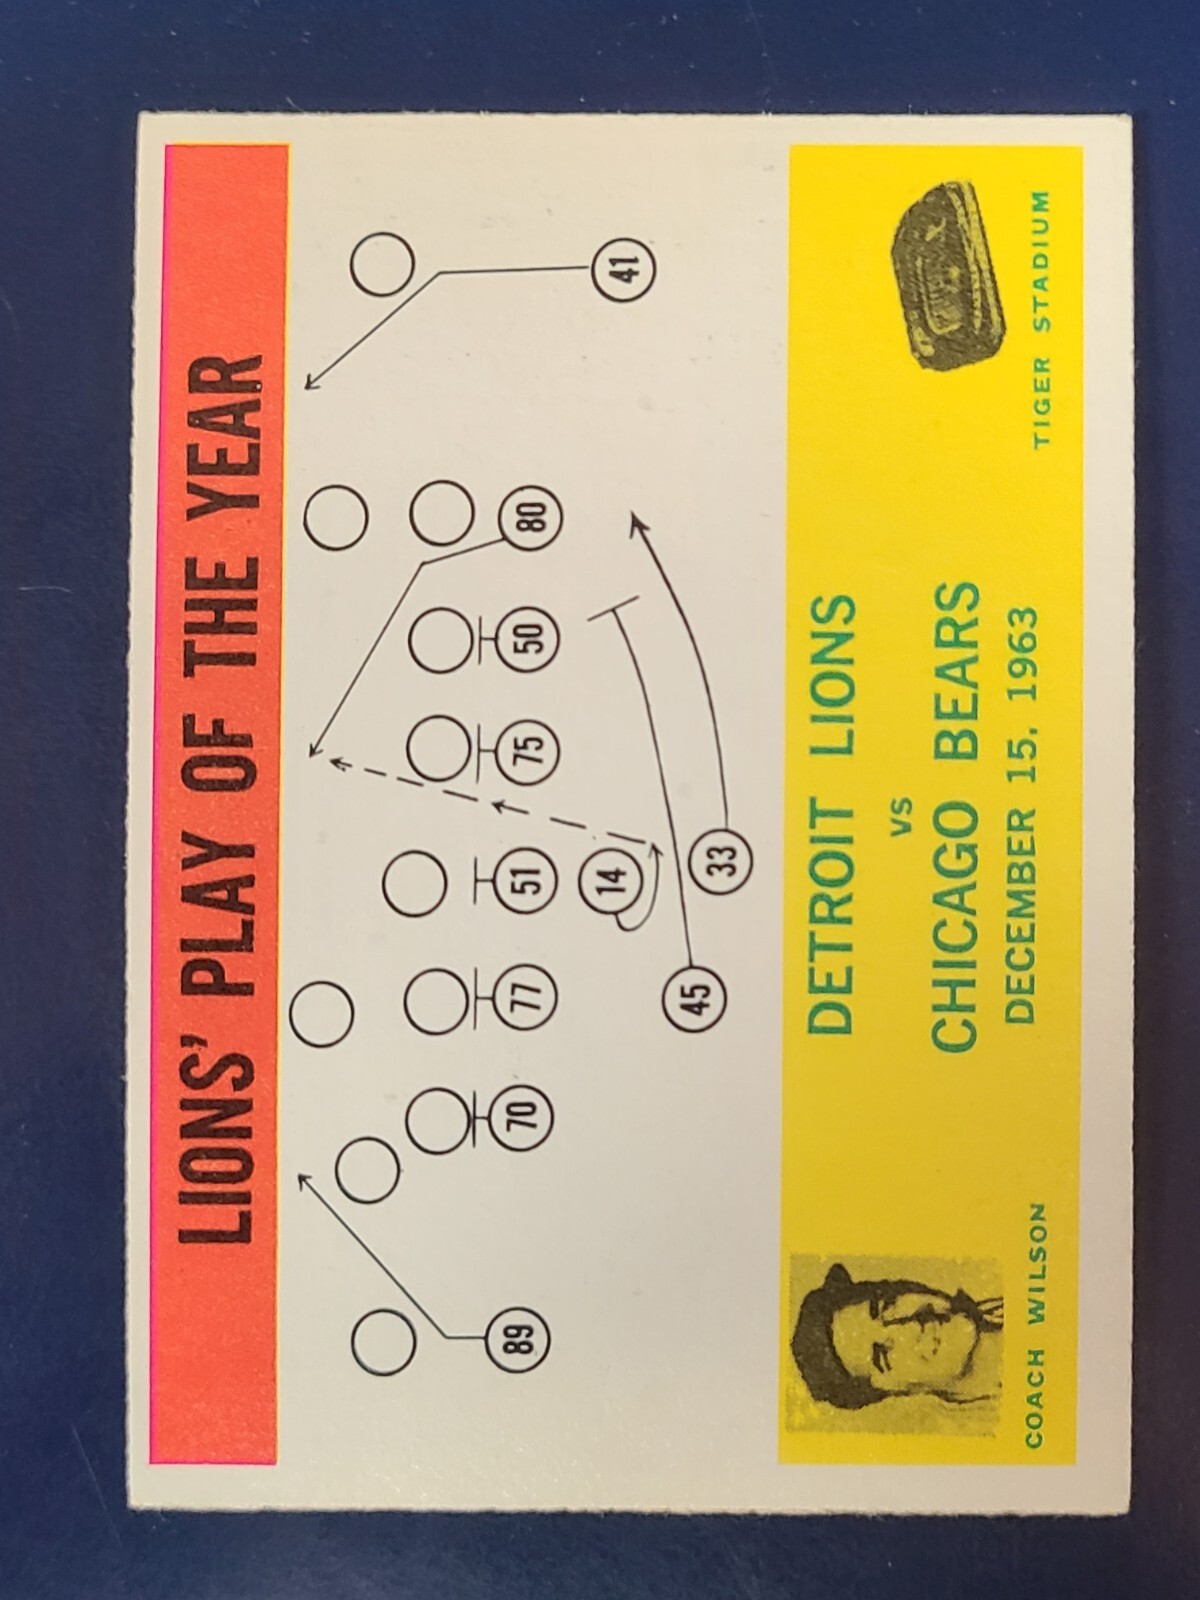 LIONS' PLAY OF THE YEAR
89
70
77
51
75
50
80
41
14
45
33
DETROIT LIONS
VS
CHICAGO BEARS
DECEMBER 15, 1963
COACH WILSON
TIGER STADIUM